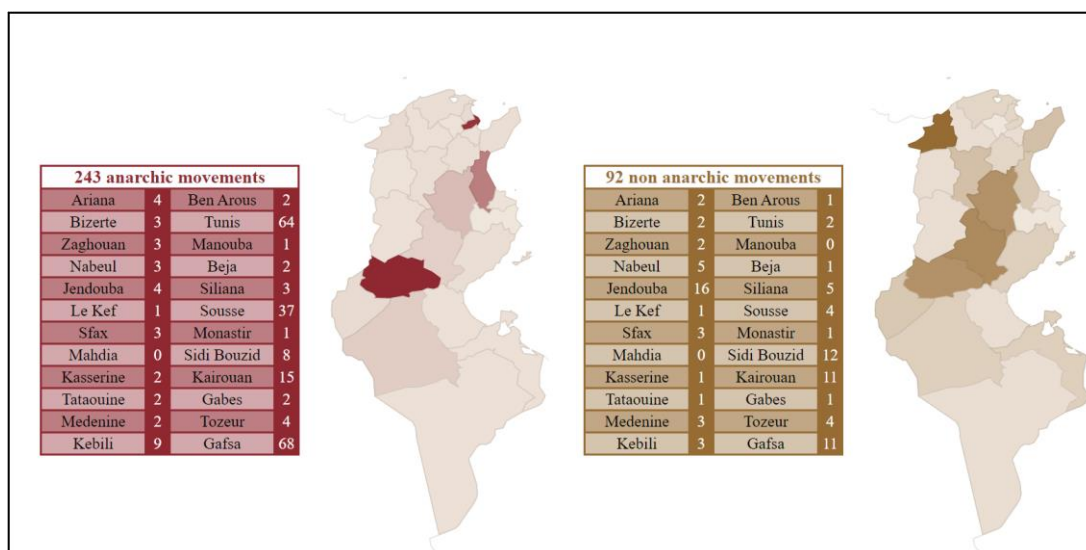 243 anarchic movements
Ariana 4 Ben Arous 2
Bizerte 3 Tunis 64
Zaghouan 3 Manouba 1
Nabeul 3 Beja 2
Jendouba 4 Siliana 3
Le Kef 1 Sousse 37
Sfax 3 Monastir 1
Mahdia 0 Sidi Bouzid 8
Kasserine 2 Kairouan 15
Tataouine 2 Gabes 2
Medenine 2 Tozeur 4
Kebili 9 Gafsa 68
92 non anarchic movements
Ariana 2 Ben Arous 1
Bizerte 2 Tunis 2
Zaghouan 2 Manouba 0
Nabeul 5 Beja 1
Jendouba 16 Siliana 5
Le Kef 1 Sousse 4
Sfax 3 Monastir 1
Mahdia 0 Sidi Bouzid 12
Kasserine 1 Kairouan 11
Tataouine 1 Gabes 1
Medenine 3 Tozeur 4
Kebili 3 Gafsa 11